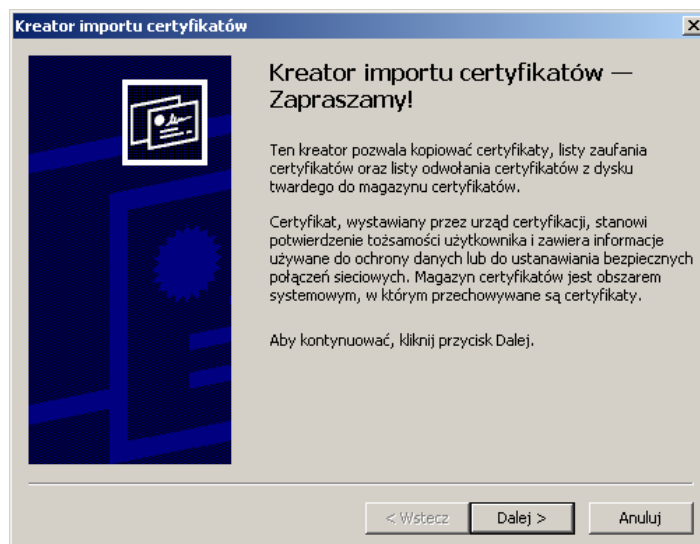 Kreator importu certyfikatów
Kreator importu certyfikatów —
Zapraszamy!
Ten kreator pozwala kopiować certyfikaty, listy zaufania
certyfikatów oraz listy odwołania certyfikatów z dysku
twardego do magazynu certyfikatów.
Certyfikat, wystawiany przez urząd certyfikacji, stanowi
potwierdzenie tożsamości użytkownika i zawiera informacje
używane do ochrony danych lub do ustanawiania bezpiecznych
połączeń sieciowych. Magazyn certyfikatów jest obszarem
systemowym, w którym przechowywane są certyfikaty.
Aby kontynuować, kliknij przycisk Dalej.
< Wstecz Dalej > Anuluj